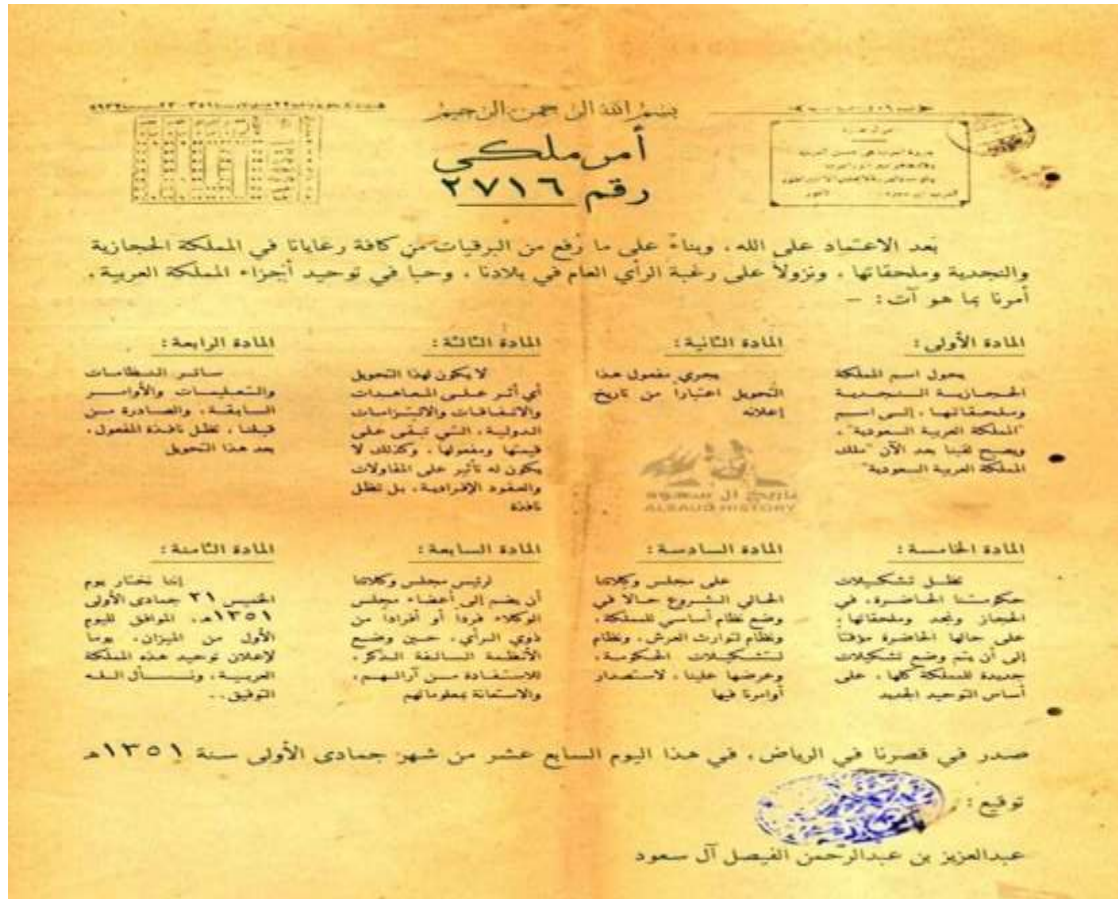 بسم الله الرحمن الرحيم
أمر ملكي
رقم ٢٧١٦
بعد الاعتماد على الله، وبناءً على ما رُفع من البرقيات من كافة رعايانا في المملكة الحجازية
والنجدية وملحقاتها، ونزولاً على رغبة الرأي العام في بلادنا، وحبا في توحيد أجزاء المملكة العربية.
أمرنا بما هو آت: –
المادة الأولى:
يحول اسم المملكة
الحجازية النجدية
وملحقاتها، إلى اسم
"المملكة العربية السعودية"،
ويصبح لقبنا بعد الآن "ملك
المملكة العربية السعودية"
المادة الثانية:
يجري مفعول هذا
التحويل اعتبارا من تاريخ
إعلانه
المادة الثالثة:
لا يكون لهذا التحويل
أي أثر على المعاهدات
والاتفاقات والالتزامات
الدولية، التي تبقى على
قيمتها ومفعولها، وكذلك لا
يكون له تأثير على المقاولات
والعقود الإفرادية، بل تظل
نافذة
المادة الرابعة:
سائر النظامات
والتعليمات والأوامر
السابقة، والصادرة من
قبلنا، تظل نافذة المفعول،
بعد هذا التحويل
تاريخ آل سعود
ALSAUD HISTORY
المادة الخامسة:
تظل تشكيلات
حكومتنا الحاضرة، في
الحجاز ونجد وملحقاتها،
على حالها الحاضرة مؤقتا
إلى أن يتم وضع تشكيلات
جديدة للمملكة كلها، على
أساس التوحيد الجديد
المادة السادسة:
على مجلس وكلائنا
الحالي الشروع حالا في
وضع نظام أساسي للمملكة،
ونظام لتوارث العرش، ونظام
لتشكيلات الحكومة،
وعرضها علينا، لاستصدار
أوامرنا فيها
المادة السابعة:
لرئيس مجلس وكلائنا
أن يضم إلى أعضاء مجلس
الوكلاء فردا أو أفرادا من
ذوي الرأي، حين وضع
الأنظمة السالفة الذكر،
للاستفادة من آرائهم،
والاستعانة بمعلوماتهم
المادة الثامنة:
إننا نختار يوم
الخميس ٢١ جمادى الأولى
١٣٥١هـ، الموافق لليوم
الأول من الميزان، يوما
لإعلان توحيد هذه المملكة
العربية، ونسأل الله
التوفيق..
صدر في قصرنا في الرياض، في هذا اليوم السابع عشر من شهر جمادى الأولى سنة ١٣٥١هـ
توقيع:
عبدالعزيز بن عبدالرحمن الفيصل آل سعود